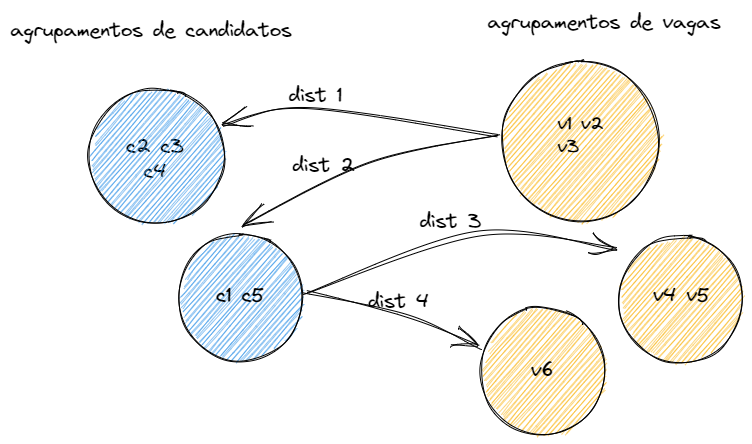 agrupamentos de candidatos
agrupamentos de vagas
dist 1
v1 v2
v3
c2 c3
c4
dist 2
dist 3
c1 c5
dist 4
v4 v5
v6